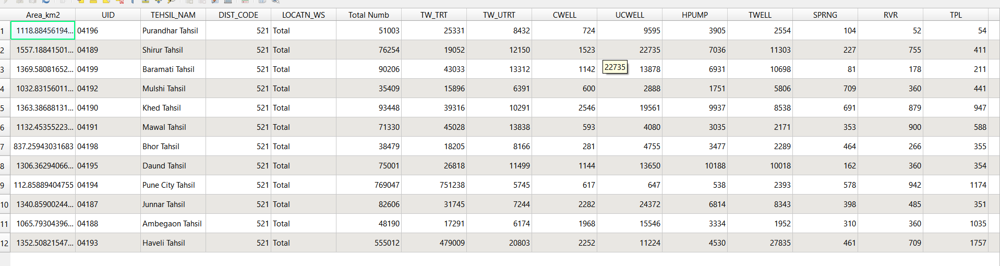 Area_km2 UID TEHSIL_NAM DIST_CODE LOCATN_WS Total Numb TW_TRT TW_UTRT CWELL UCWELL HPUMP TWELL SPRNG RVR TPL
1 1118.88456194... 04196 Purandhar Tahsil 521 Total 51003 25331 8432 724 9595 3905 2554 104 52 54
2 1557.18841501... 04189 Shirur Tahsil 521 Total 76254 19052 12150 1523 22735 7036 11303 227 755 411
3 1369.58081652... 04199 Baramati Tahsil 521 Total 90206 43033 13312 1142 22735 13878 6931 10698 81 178 211
4 1032.83156011... 04192 Mulshi Tahsil 521 Total 35409 15896 6391 600 2888 1751 5806 709 360 441
5 1363.38688131... 04190 Khed Tahsil 521 Total 93448 39316 10291 2546 19561 9937 8538 691 879 947
6 1132.45355223... 04191 Mawal Tahsil 521 Total 71330 45028 13838 593 4080 3035 2171 353 900 588
7 837.25943031683 04198 Bhor Tahsil 521 Total 38479 18205 8166 281 4755 3477 2289 464 266 355
8 1306.36294066... 04195 Daund Tahsil 521 Total 75001 26818 11499 1144 13650 10188 10018 162 360 354
9 112.85889404755 04194 Pune City Tahsil 521 Total 769047 751238 5745 617 647 538 2393 578 942 1174
10 1340.85900244... 04187 Junnar Tahsil 521 Total 82606 31745 7244 2282 24372 6814 8343 398 485 351
11 1065.79304396... 04188 Ambegaon Tahsil 521 Total 48190 17291 6174 1968 15546 3334 1952 310 360 1035
12 1352.50821547... 04193 Haveli Tahsil 521 Total 555012 479009 20803 2252 11224 4530 27835 461 709 1757